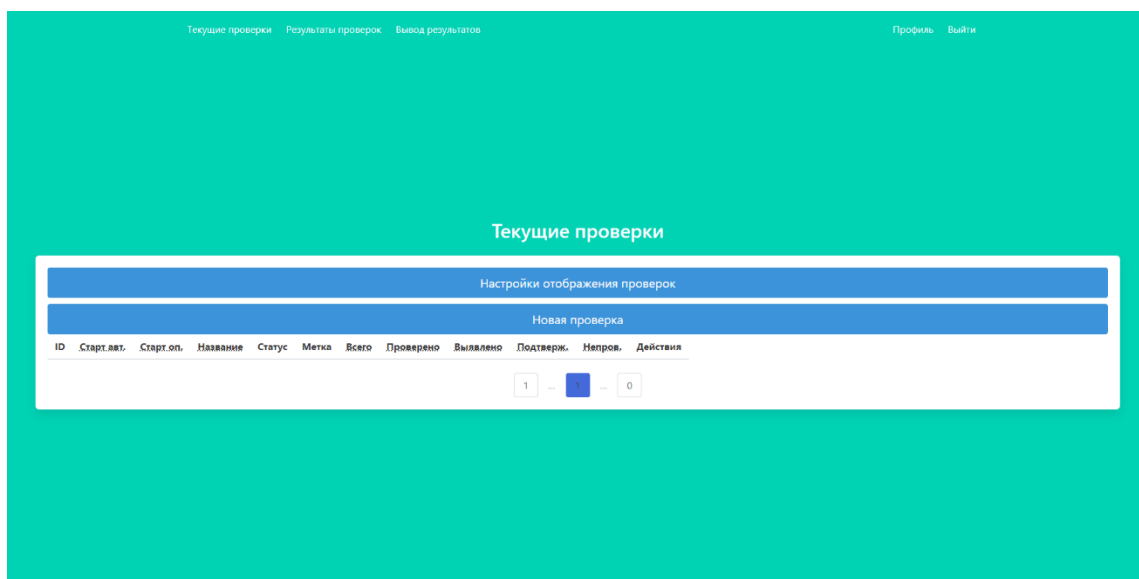 Текущие проверки Результаты проверок Вывод результатов Профиль Выйти
Текущие проверки
Настройки отображения проверок
Новая проверка
ID Старт авт. Старт оп. Название Статус Метка Всего Проверено Выявлено Подтверж. Непров. Действия
1 ... 1 ... 0